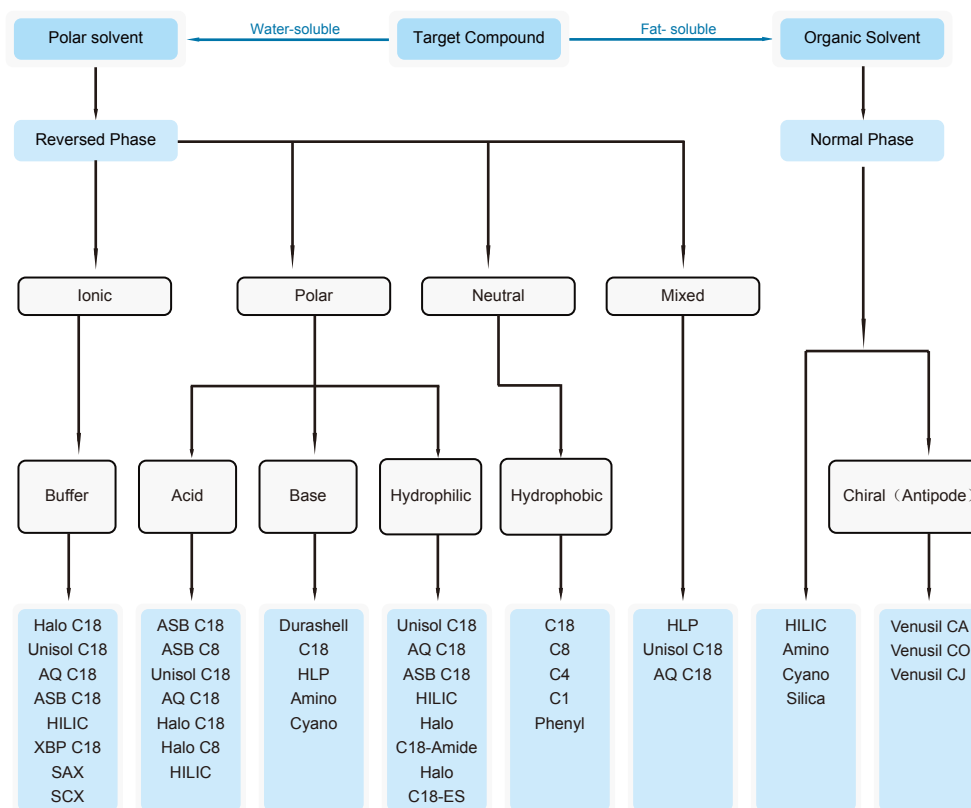 Polar solvent
Water-soluble
Target Compound
Fat- soluble
Organic Solvent
Reversed Phase
Normal Phase
Ionic
Polar
Neutral
Mixed
Buffer
Acid
Base
Hydrophilic
Hydrophobic
Chiral（Antipode）
Halo C18
Unisol C18
AQ C18
ASB C18
HILIC
XBP C18
SAX
SCX
ASB C18
ASB C8
Unisol C18
AQ C18
Halo C18
Halo C8
HILIC
Durashell
C18
HLP
Amino
Cyano
Unisol C18
AQ C18
ASB C18
HILIC
Halo
C18-Amide
Halo
C18-ES
C18
C8
C4
C1
Phenyl
HLP
Unisol C18
AQ C18
HILIC
Amino
Cyano
Silica
Venusil CA
Venusil CO
Venusil CJ